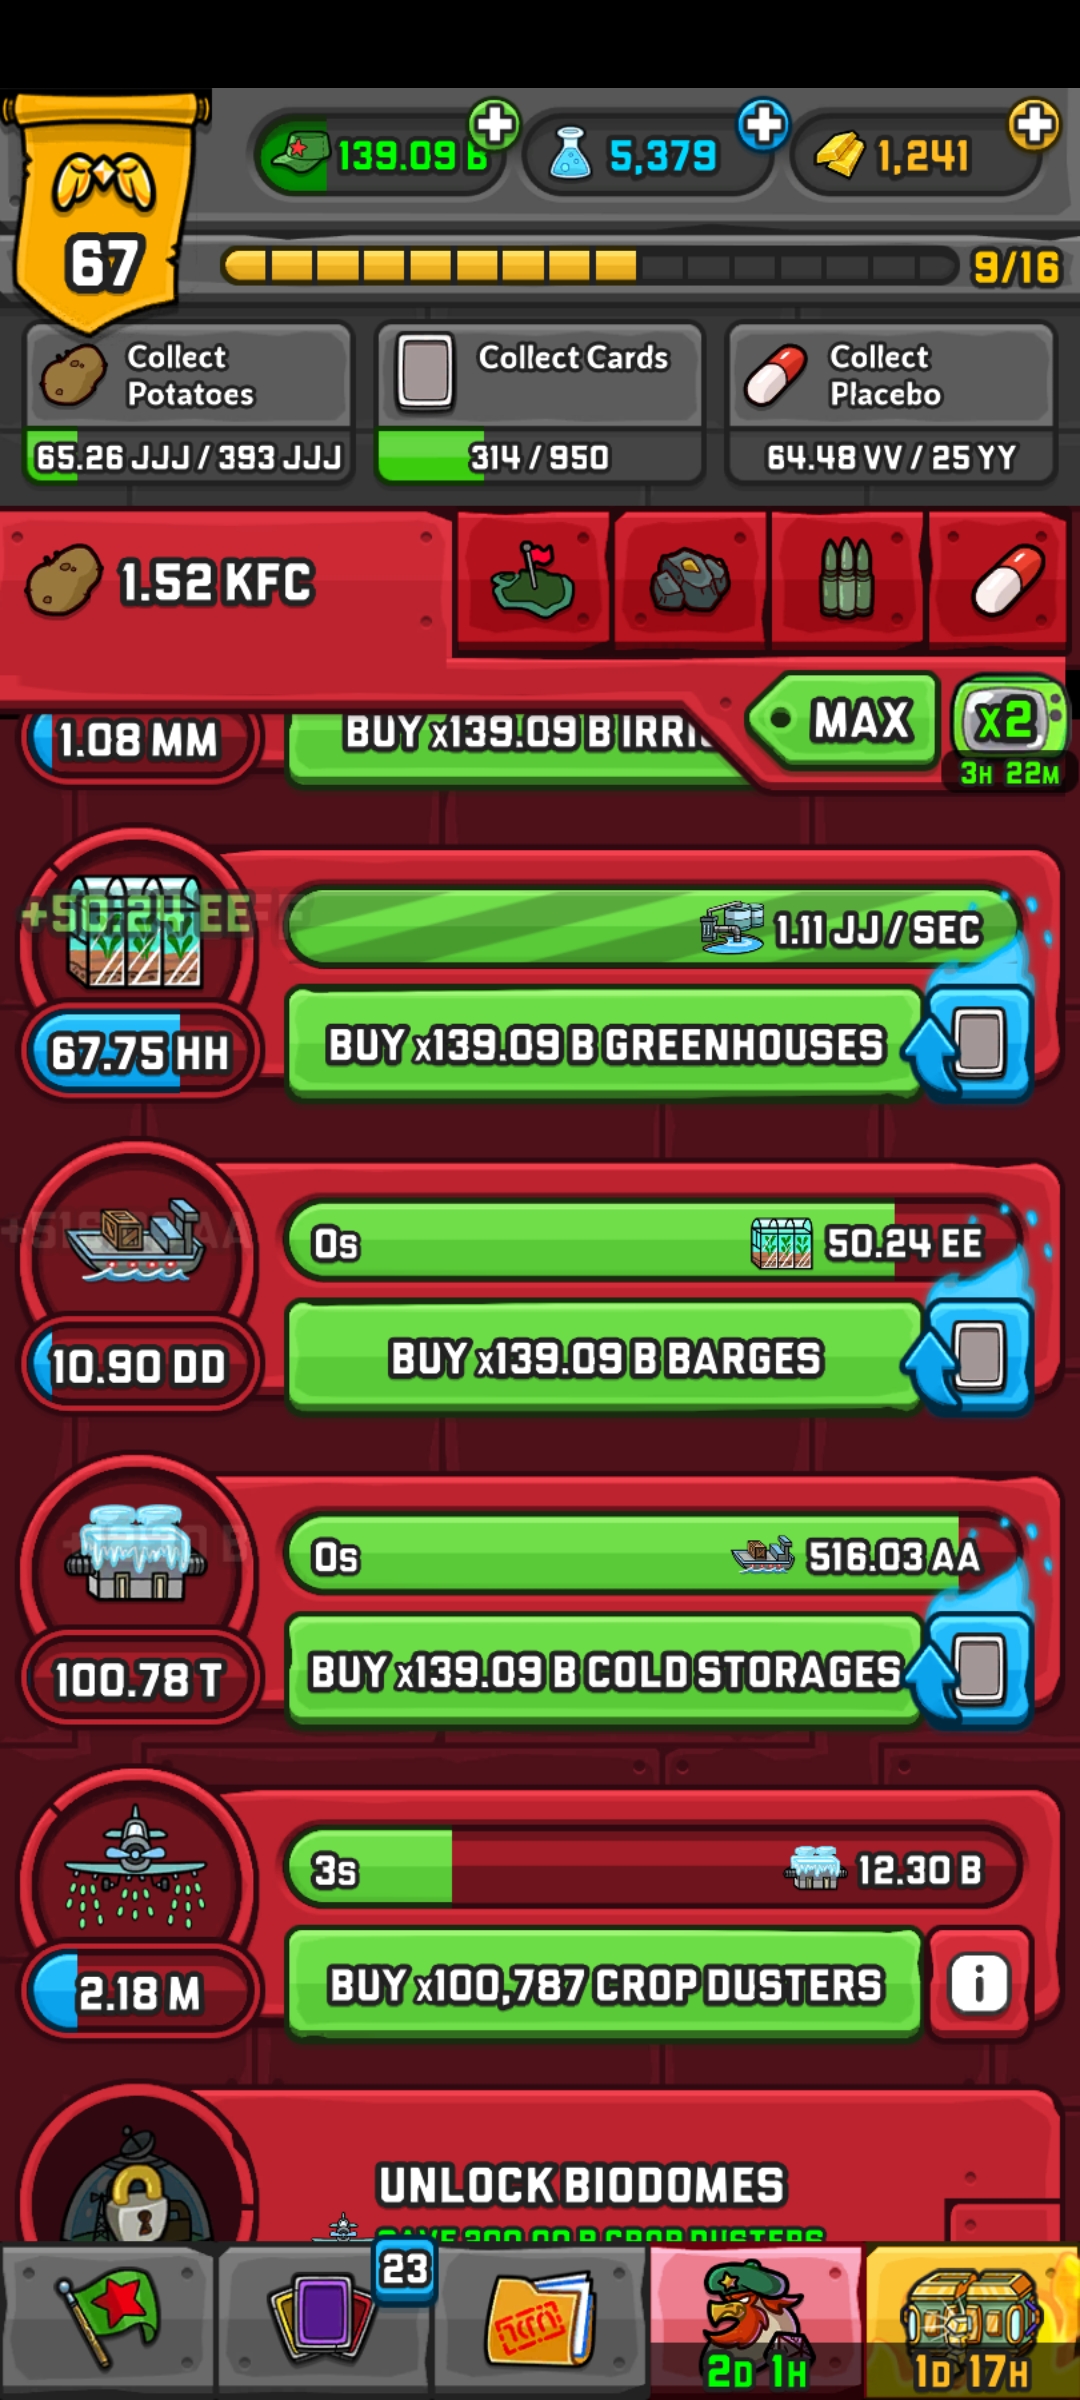 67
139.09 B
5,379
1,241
9/16
Collect
Potatoes
65.26 JJJ / 393 JJJ
Collect Cards
314 / 950
Collect
Placebo
64.48 VV / 25 YY
1.52 KFC
MAX
x2
3H 22M
1.08 MM
BUY x139.09 B
+50.24 EE
1.11 JJ / SEC
67.75 HH
BUY x139.09 B GREENHOUSES
0s
50.24 EE
10.90 DD
BUY x139.09 B BARGES
0s
516.03 AA
100.78 T
BUY x139.09 B COLD STORAGES
3s
12.30 B
2.18 M
BUY x100,787 CROP DUSTERS
i
UNLOCK BIODOMES
23
2D 1H
1D 17H